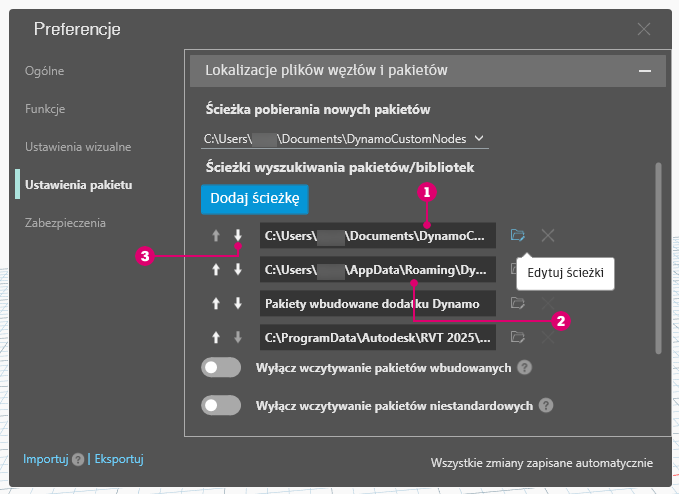 Preferencje
Ogólne
Funkcje
Ustawienia wizualne
Ustawienia pakietu
Zabezpieczenia
Lokalizacje plików węzłów i pakietów
Ścieżka pobierania nowych pakietów
C:\Users\ \Documents\DynamoCustomNodes
Ścieżki wyszukiwania pakietów/bibliotek
Dodaj ścieżkę
1
C:\Users\ \Documents\DynamoC...
3
Edytuj ścieżki
C:\Users\ \AppData\Roaming\Dy...
Pakiety wbudowane dodatku Dynamo
2
C:\ProgramData\Autodesk\RVT 2025\...
Wyłącz wczytywanie pakietów wbudowanych ?
Wyłącz wczytywanie pakietów niestandardowych ?
Importuj ? | Eksportuj
Wszystkie zmiany zapisane automatycznie